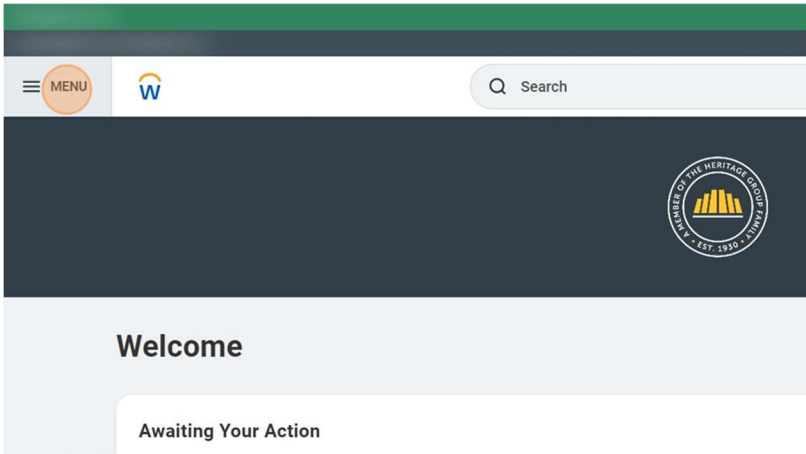 MENU
W
Search
A MEMBER OF THE HERITAGE GROUP FAMILY
• EST. 1930 •
Welcome
Awaiting Your Action